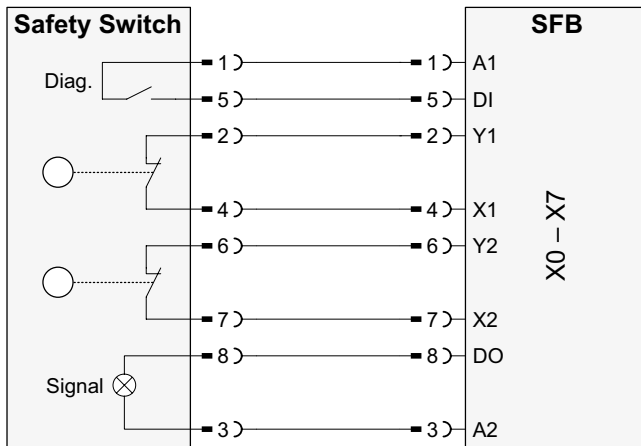 Safety Switch SFB
Diag. 1 1 A1
5 5 DI
2 2 Y1
4 4 X1
6 6 Y2
7 7 X2
8 8 DO
Signal
3 3 A2
X0 – X7